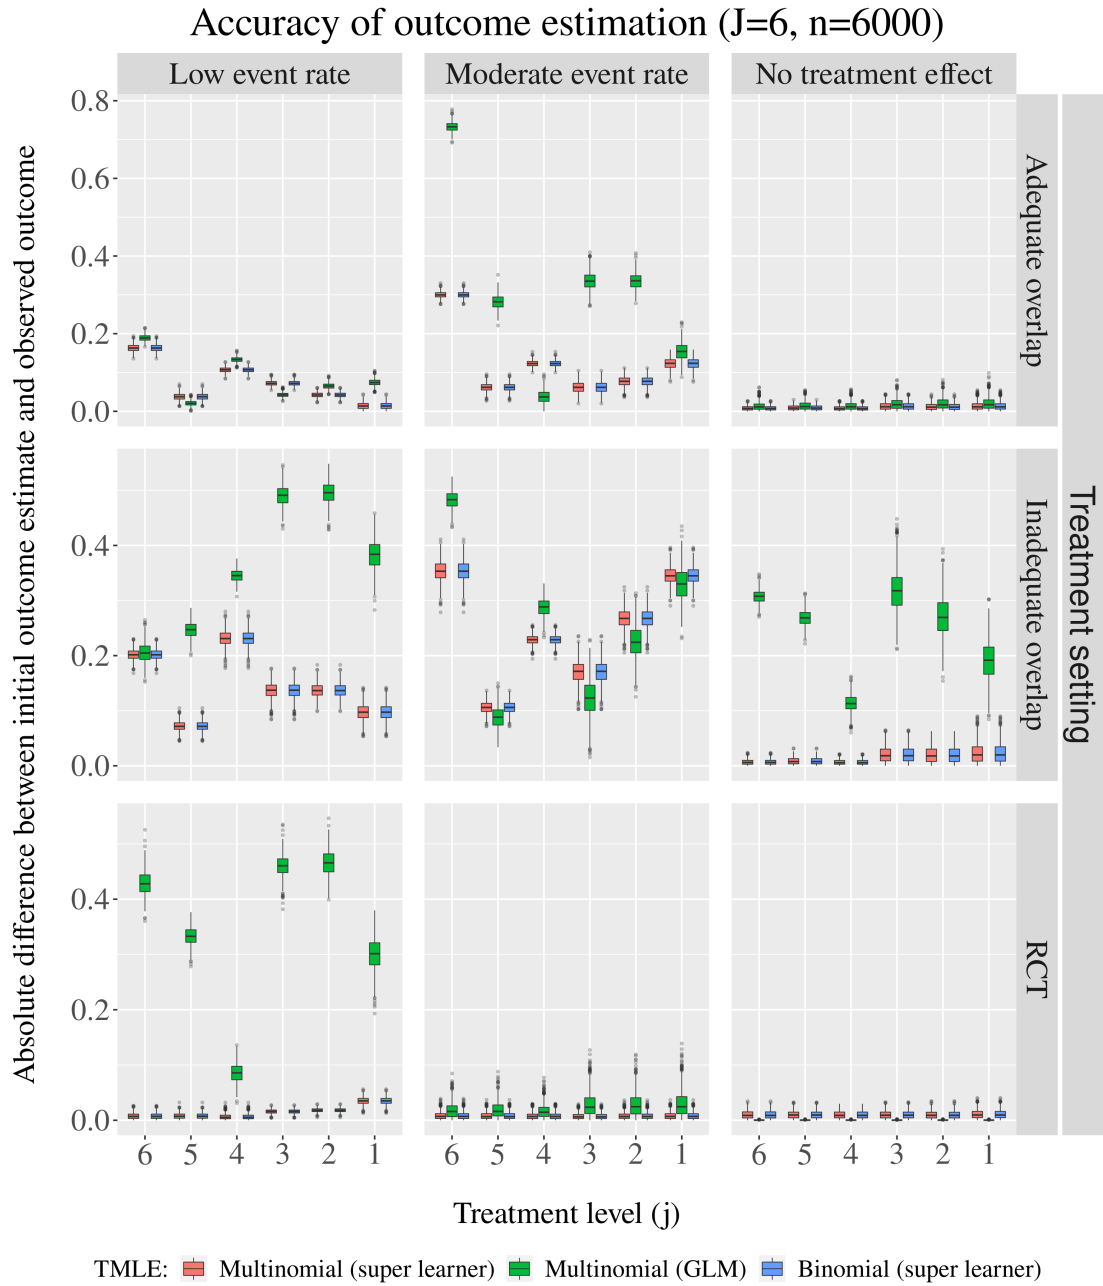 Accuracy of outcome estimation (J=6, n=6000)
Low event rate
Moderate event rate
No treatment effect
Absolute difference between initial outcome estimate and observed outcome
0.8
0.6
0.4
0.2
0.0
Adequate overlap
0.4
0.2
0.0
Inadequate overlap
Treatment setting
0.4
0.2
0.0
RCT
6 5 4 3 2 1 6 5 4 3 2 1 6 5 4 3 2 1
Treatment level (j)
TMLE: Multinomial (super learner) Multinomial (GLM) Binomial (super learner)